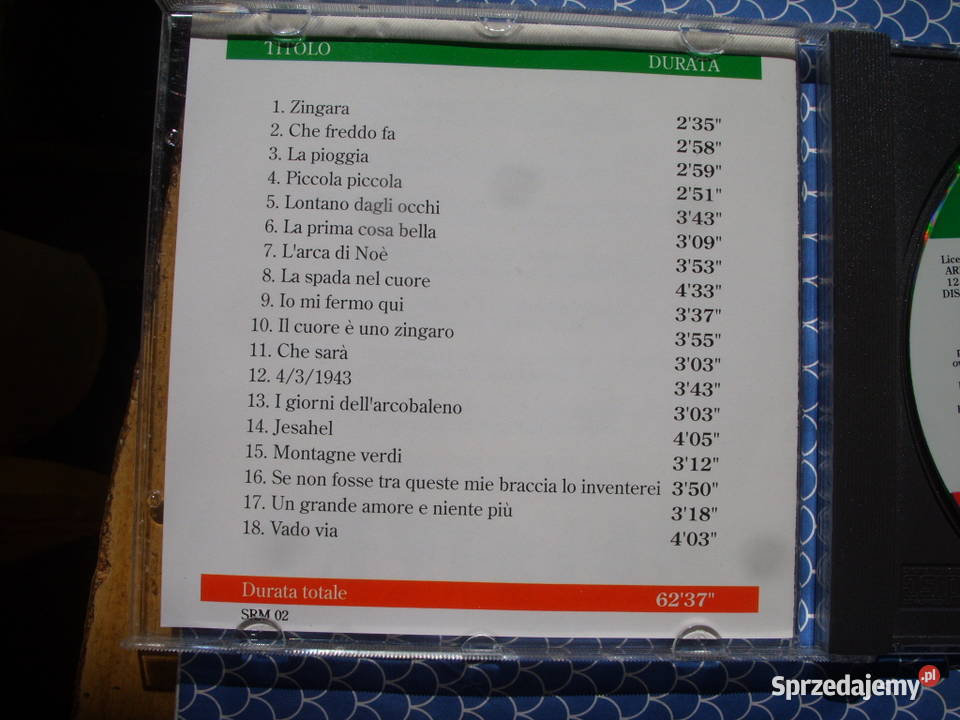 TITOLO DURATA
1. Zingara 2'35"
2. Che freddo fa 2'58"
3. La pioggia 2'59"
4. Piccola piccola 2'51"
5. Lontano dagli occhi 3'43"
6. La prima cosa bella 3'09"
7. L'arca di Noè 3'53"
8. La spada nel cuore 4'33"
9. Io mi fermo qui 3'37"
10. Il cuore è uno zingaro 3'55"
11. Che sarà 3'03"
12. 4/3/1943 3'43"
13. I giorni dell'arcobaleno 3'03"
14. Jesahel 4'05"
15. Montagne verdi 3'12"
16. Se non fosse tra queste mie braccia lo inventerei 3'50"
17. Un grande amore e niente più 3'18"
18. Vado via 4'03"
Durata totale 62'37"
SRM 02
Sprzedajemy.pl